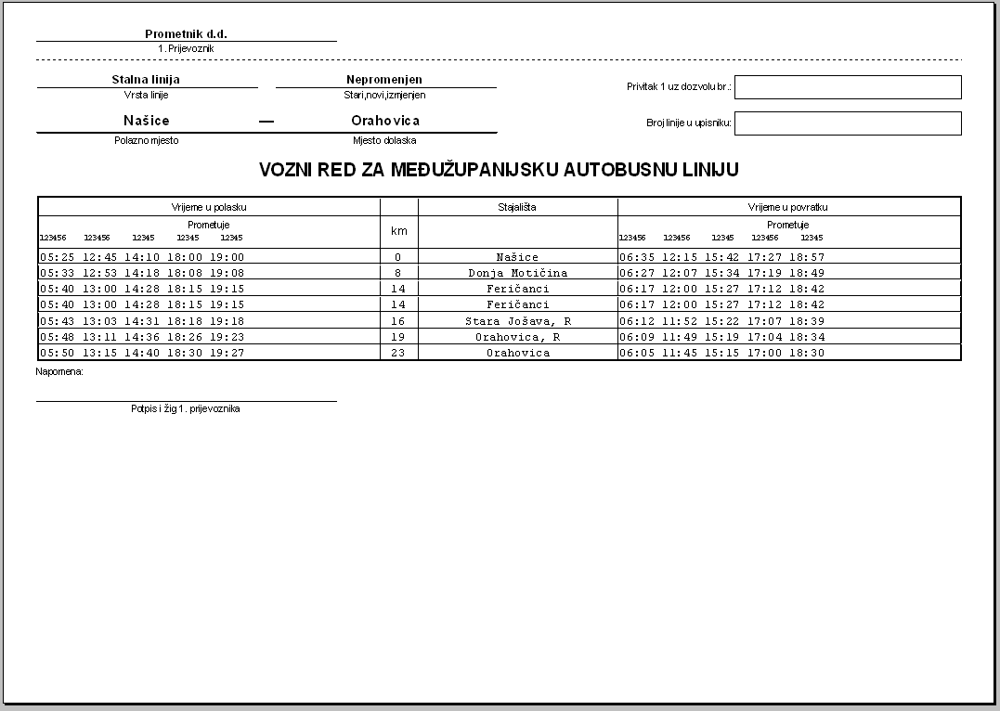 Prometnik d.d.
1. Prijevoznik
Stalna linija Nepromenjen
Vrsta linije Stari,novi,izmjenjen
Privitak 1 uz dozvolu br.:
Našice — Orahovica
Polazno mjesto Mjesto dolaska
Broj linije u upisniku:
VOZNI RED ZA MEĐUŽUPANIJSKU AUTOBUSNU LINIJU
Vrijeme u polasku Stajališta Vrijeme u povratku
Prometuje km Prometuje
123456 123456 12345 12345 12345 123456 123456 12345 123456 12345
05:25 12:45 14:10 18:00 19:00 0 Našice 06:35 12:15 15:42 17:27 18:57
05:33 12:53 14:18 18:08 19:08 8 Donja Motičina 06:27 12:07 15:34 17:19 18:49
05:40 13:00 14:28 18:15 19:15 14 Feričanci 06:17 12:00 15:27 17:12 18:42
05:40 13:00 14:28 18:15 19:15 14 Feričanci 06:17 12:00 15:27 17:12 18:42
05:43 13:03 14:31 18:18 19:18 16 Stara Jošava, R 06:12 11:52 15:22 17:07 18:39
05:48 13:11 14:36 18:26 19:23 19 Orahovica, R 06:09 11:49 15:19 17:04 18:34
05:50 13:15 14:40 18:30 19:27 23 Orahovica 06:05 11:45 15:15 17:00 18:30
Napomena:
Potpis i žig 1. prijevoznika